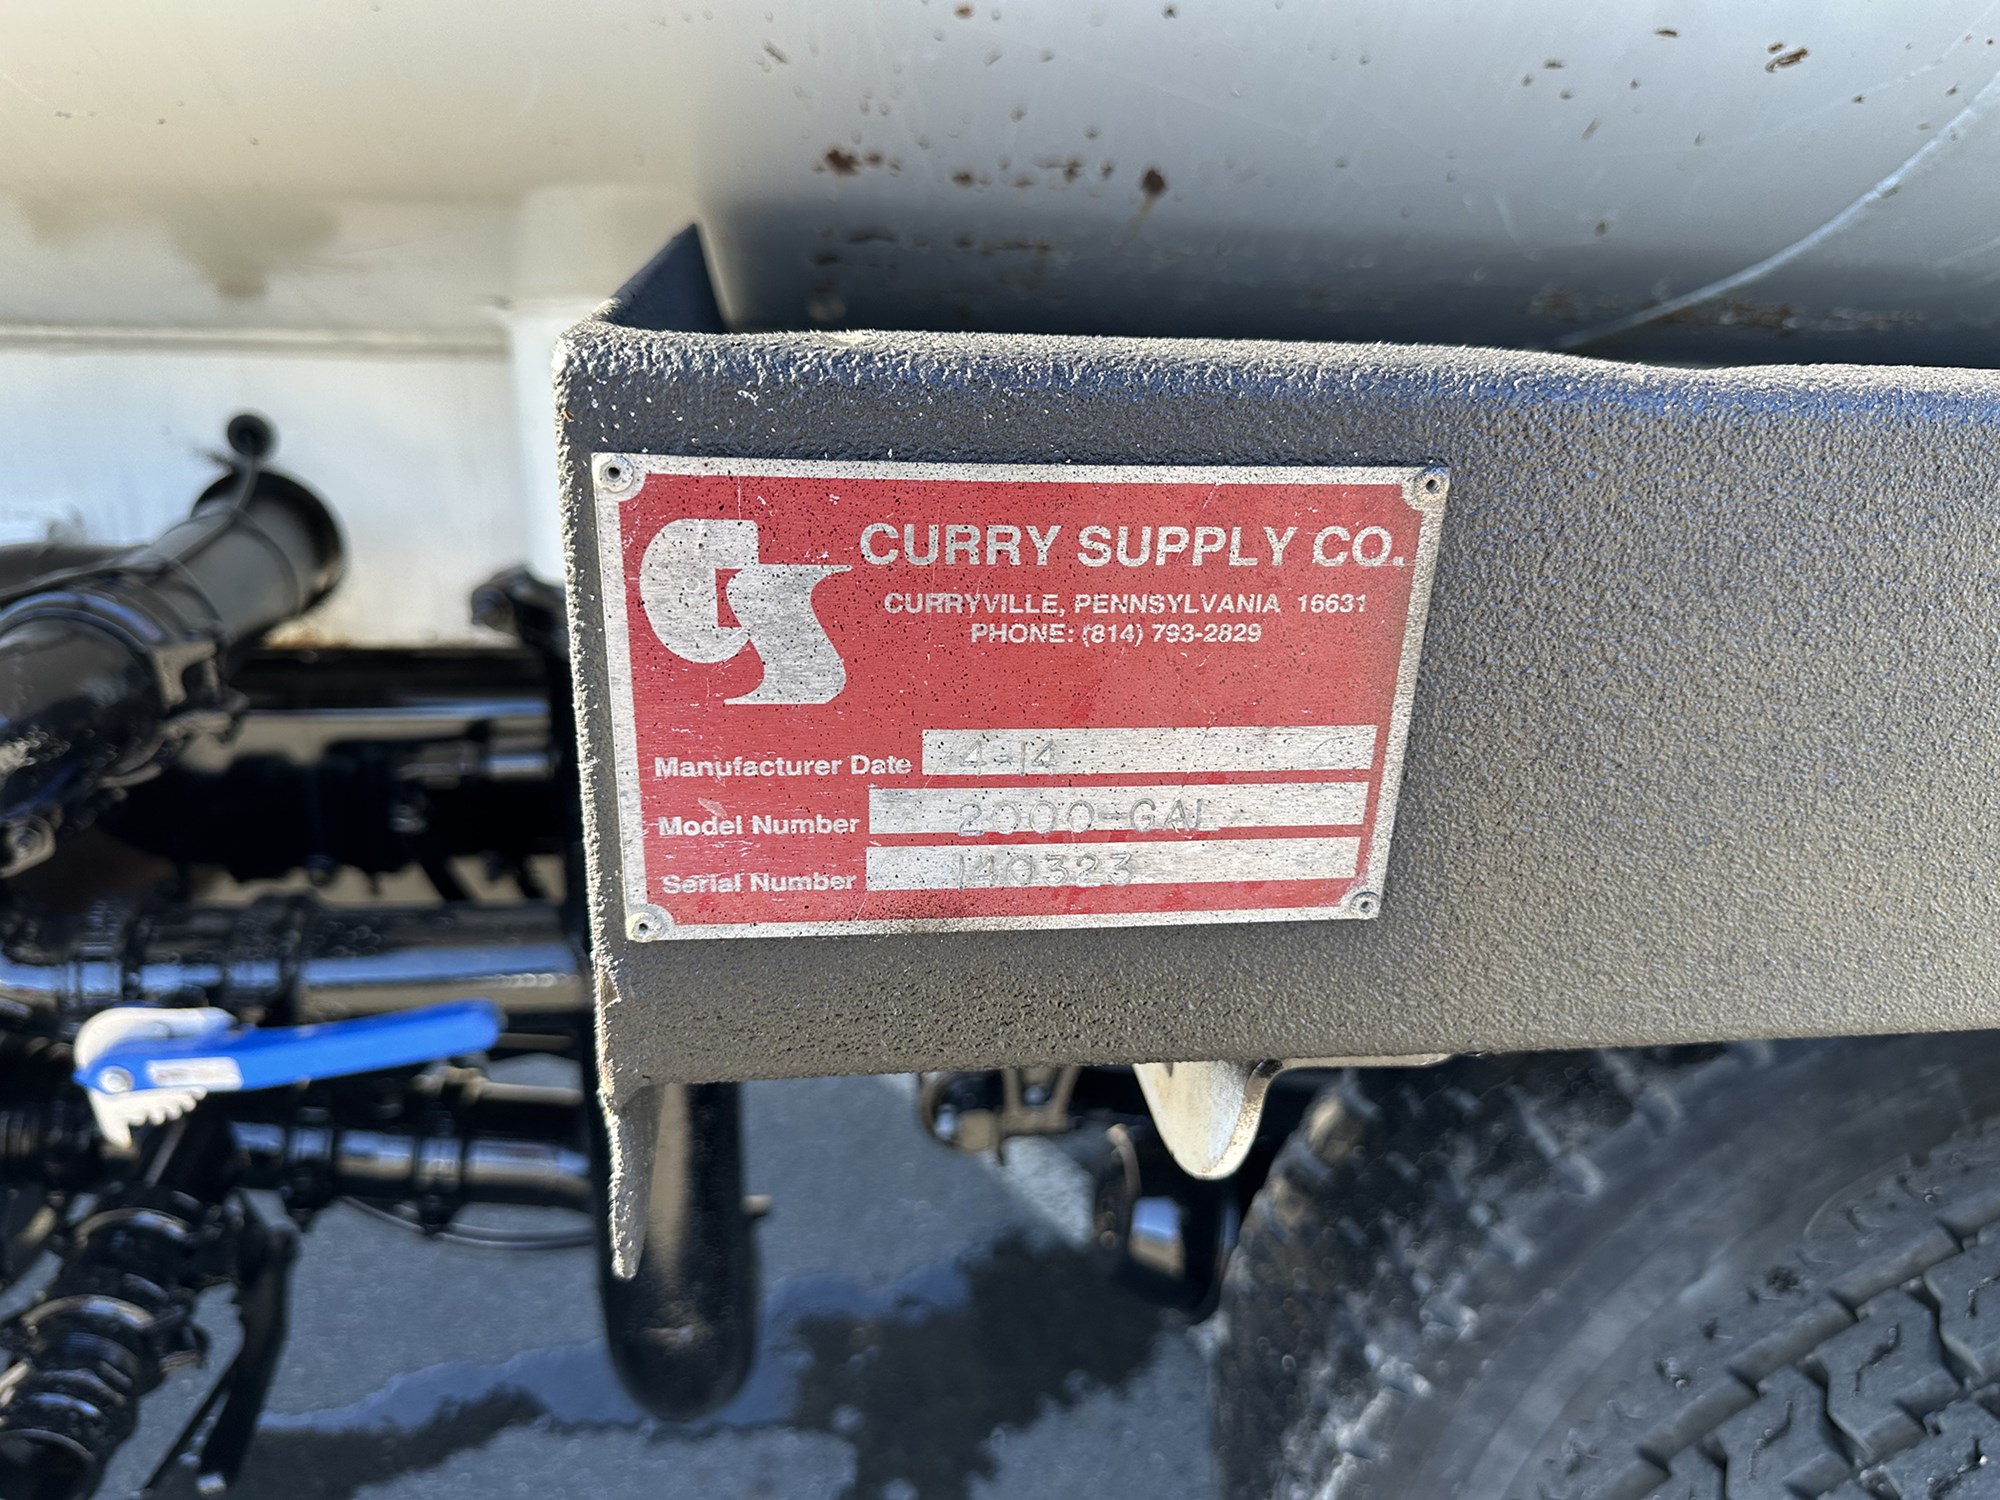 CS
CURRY SUPPLY CO.
CURRYVILLE, PENNSYLVANIA 16631
PHONE: (814) 793-2829
Manufacturer Date 4-14
Model Number 2000-GAL
Serial Number 140323